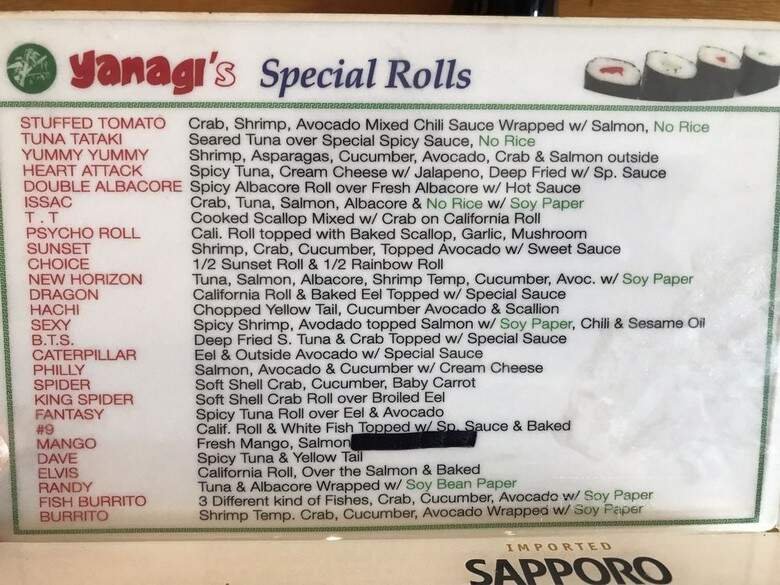 Yanagi's Special Rolls
STUFFED TOMATO Crab, Shrimp, Avocado Mixed Chili Sauce Wrapped w/ Salmon, No Rice
TUNA TATAKI Seared Tuna over Special Spicy Sauce, No Rice
YUMMY YUMMY Shrimp, Asparagus, Cucumber, Avocado, Crab & Salmon outside
HEART ATTACK Spicy Tuna, Cream Cheese w/ Jalapeno, Deep Fried w/ Sp. Sauce
DOUBLE ALBACORE Spicy Albacore Roll over Fresh Albacore w/ Hot Sauce
ISSAC Crab, Tuna, Salmon, Albacore & No Rice w/ Soy Paper
T . T Cooked Scallop Mixed w/ Crab on California Roll
PSYCHO ROLL Cali. Roll topped with Baked Scallop, Garlic, Mushroom
SUNSET Shrimp, Crab, Cucumber, Topped Avocado w/ Sweet Sauce
CHOICE 1/2 Sunset Roll & 1/2 Rainbow Roll
NEW HORIZON Tuna, Salmon, Albacore, Shrimp Temp, Cucumber, Avoc. w/ Soy Paper
DRAGON California Roll & Baked Eel Topped w/ Special Sauce
HACHI Chopped Yellow Tail, Cucumber Avocado & Scallion
SEXY Spicy Shrimp, Avodado topped Salmon w/ Soy Paper, Chili & Sesame Oil
B.T.S. Deep Fried S. Tuna & Crab Topped w/ Special Sauce
CATERPILLAR Eel & Outside Avocado w/ Special Sauce
PHILLY Salmon, Avocado & Cucumber w/ Cream Cheese
SPIDER Soft Shell Crab, Cucumber, Baby Carrot
KING SPIDER Soft Shell Crab Roll over Broiled Eel
FANTASY Spicy Tuna Roll over Eel & Avocado
#9 Calif. Roll & White Fish Topped w/ Sp. Sauce & Baked
MANGO Fresh Mango, Salmon
DAVE Spicy Tuna & Yellow Tail
ELVIS California Roll, Over the Salmon & Baked
RANDY Tuna & Albacore Wrapped w/ Soy Bean Paper
FISH BURRITO 3 Different kind of Fishes, Crab, Cucumber, Avocado w/ Soy Paper
BURRITO Shrimp Temp. Crab, Cucumber, Avocado Wrapped w/ Soy Paper
IMPORTED
SAPPORO